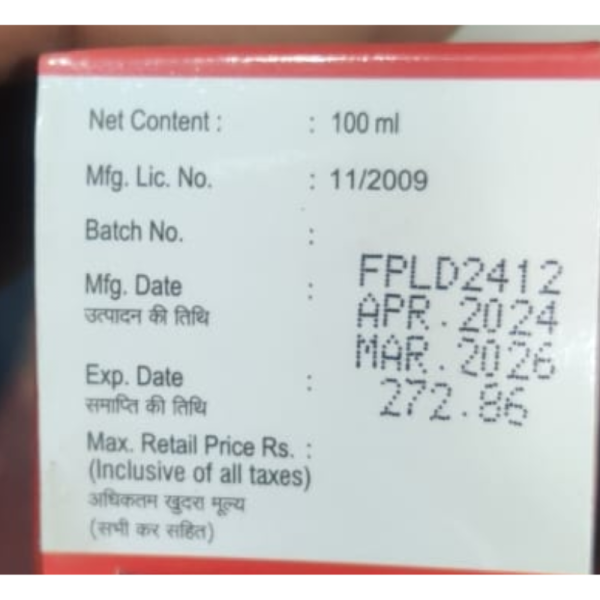 Net Content : : 100 ml
Mfg. Lic. No. : 11/2009
Batch No. :
FPLD2412
Mfg. Date :
APR.2024
उत्पादन की तिथि
MAR.2026
Exp. Date :
272.86
समाप्ति की तिथि
Max. Retail Price Rs. :
(Inclusive of all taxes)
अधिकतम खुदरा मूल्य
(सभी कर सहित)